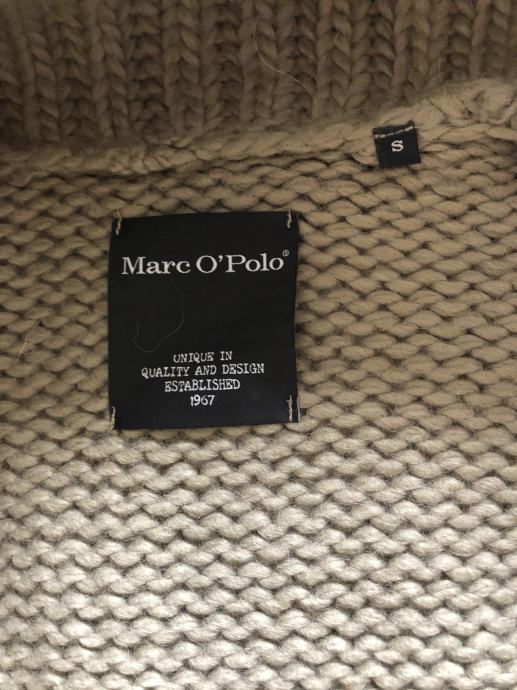 S
Marc O'Polo®
UNIQUE IN
QUALITY AND DESIGN
ESTABLISHED
1967